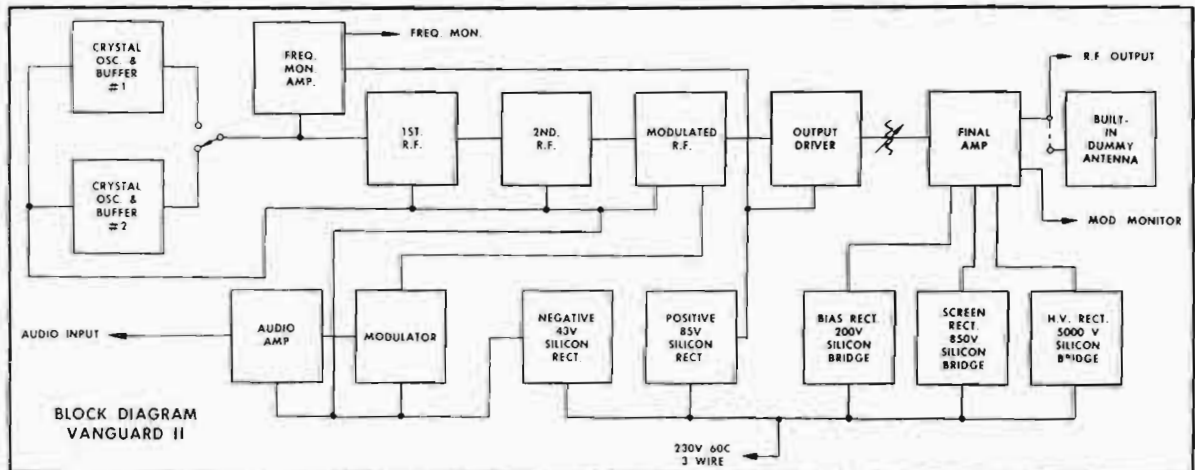 CRYSTAL
OSC. &
BUFFER
#1
FREQ.
MON.
AMP.
FREQ. MON.
1ST.
R.F.
2ND.
R.F.
MODULATED
R.F.
OUTPUT
DRIVER
FINAL
AMP
R.F OUTPUT
BUILT-
IN
DUMMY
ANTENNA
CRYSTAL
OSC. &
BUFFER
#2
MOD MONITOR
AUDIO INPUT
AUDIO
AMP
MODULATOR
NEGATIVE
43V
SILICON
RECT
POSITIVE
85V
SILICON
RECT
BIAS RECT.
200V
SILICON
BRIDGE
SCREEN
RECT.
850V
SILICON
BRIDGE
H.V. RECT.
5000 V
SILICON
BRIDGE
BLOCK DIAGRAM
VANGUARD II
230V 60C
3 WIRE